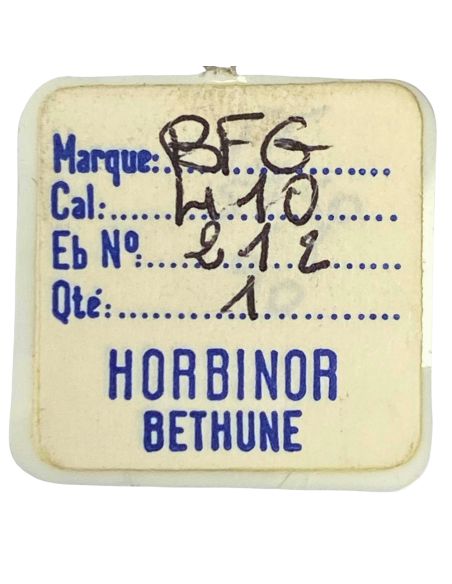 Marque: BFG
Cal: 410
Eb Nº: 212
Qté: 1
HORBINOR
BETHUNE